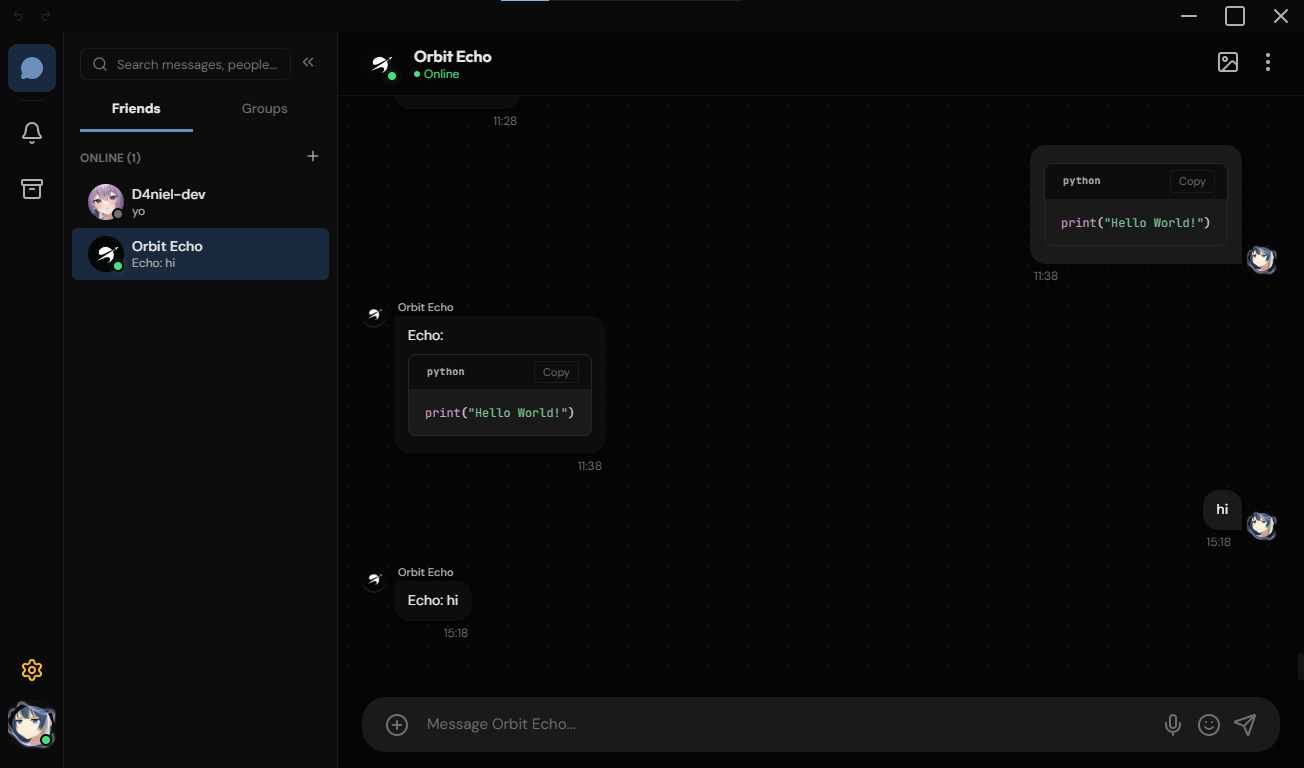 Search messages, people...
Friends
Groups
ONLINE (1)
D4niel-dev
yo
Orbit Echo
Echo: hi
Orbit Echo
Online
11:28
python
Copy
print("Hello World!")
11:38
Orbit Echo
Echo:
python
Copy
print("Hello World!")
11:38
hi
15:18
Orbit Echo
Echo: hi
15:18
Message Orbit Echo...